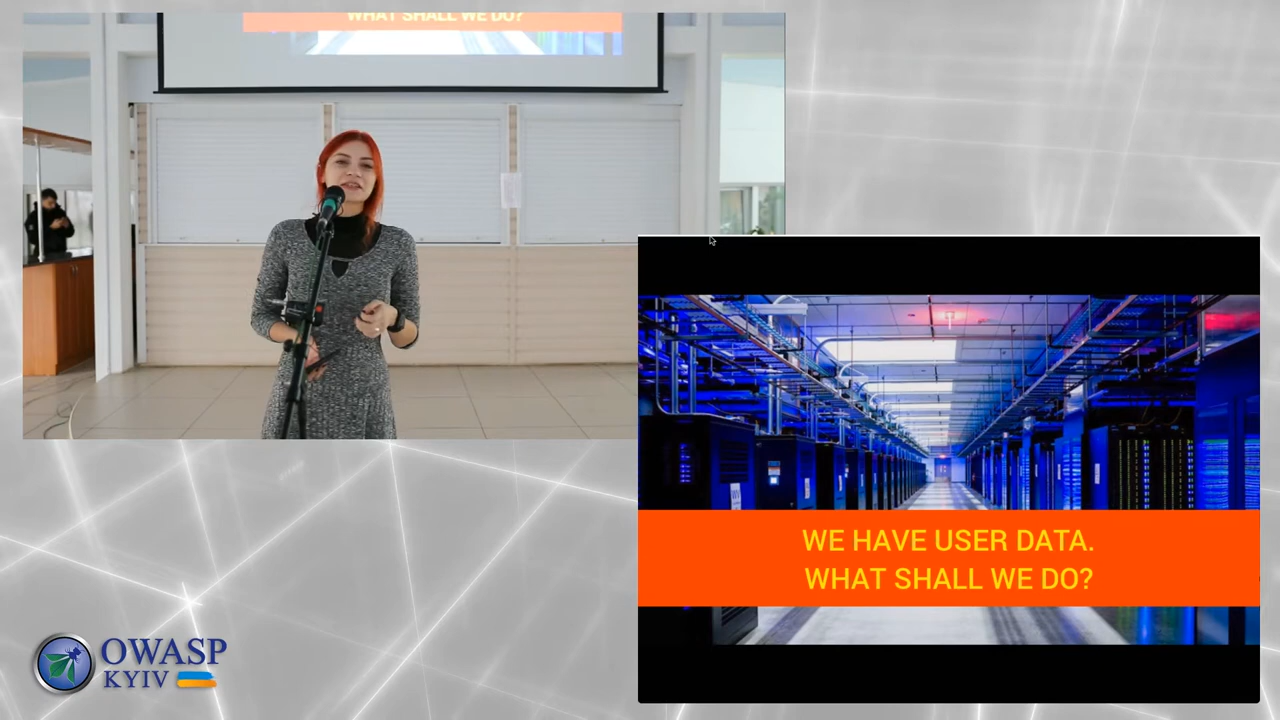 WHAT SHALL WE DO?
WE HAVE USER DATA.
WHAT SHALL WE DO?
OWASP
KYIV